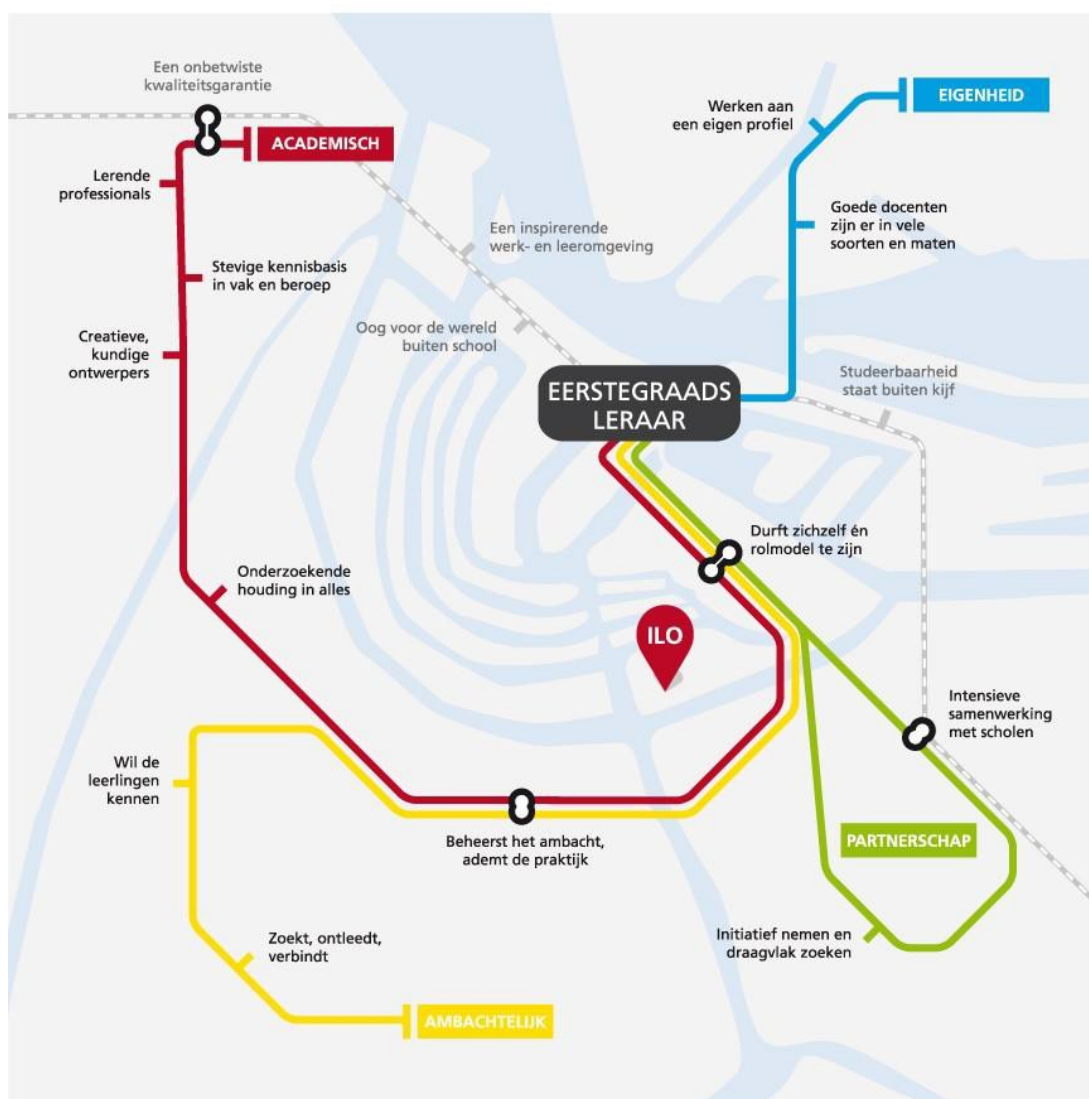 Een onbetwiste
kwaliteitsgarantie
ACADEMISCH
Lerende
professionals
Stevige kennisbasis
in vak en beroep
Creatieve,
kundige
ontwerpers
Een inspirerende
werk- en leeromgeving
Oog voor de wereld
buiten school
Werken aan
een eigen profiel
EIGENHEID
Goede docenten
zijn er in vele
soorten en maten
Studeerbaarheid
staat buiten kijf
EERSTEGRAADS
LERAAR
Durft zichzelf én
rolmodel te zijn
Onderzoekende
houding in alles
ILO
Intensieve
samenwerking
met scholen
Wil de
leerlingen
kennen
Beheerst het ambacht,
ademt de praktijk
PARTNERSCHAP
Initiatief nemen en
draagvlak zoeken
Zoekt, ontleedt,
verbindt
AMBACHTELIJK